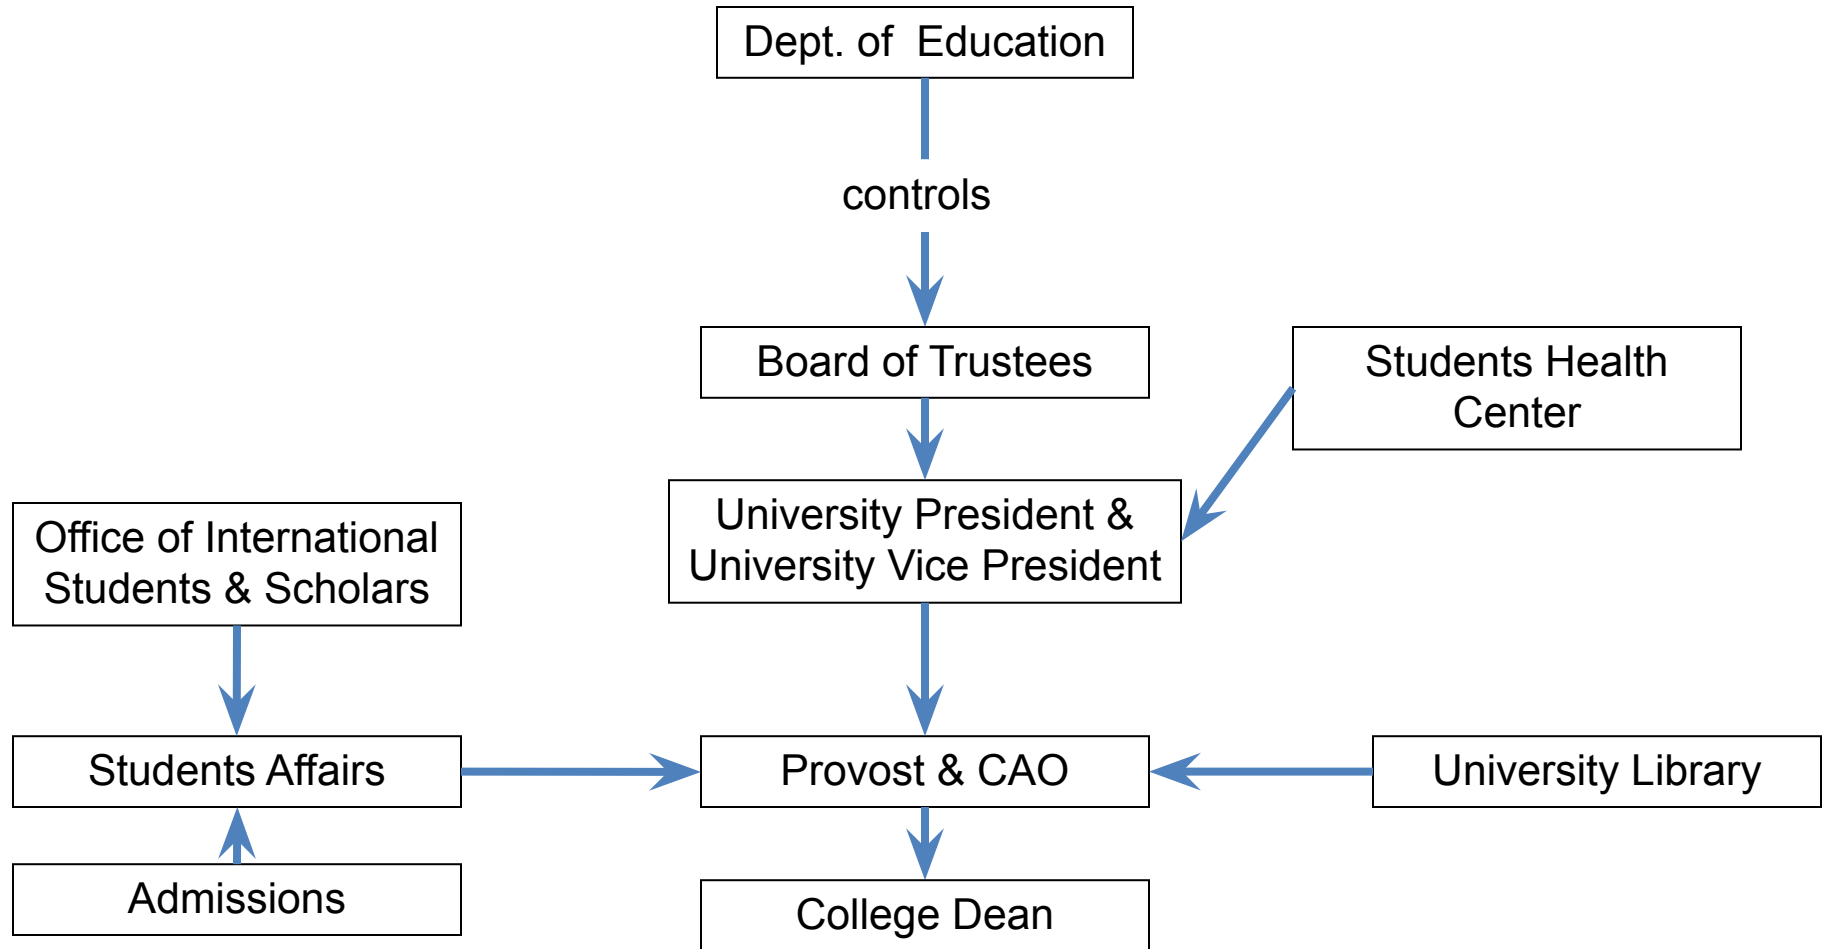 Dept. of  Education
controls
Board of Trustees
Students Health
Center
University President &
University Vice President
Office of International
Students & Scholars
Students Affairs
Provost & CAO
University Library
Admissions
College Dean